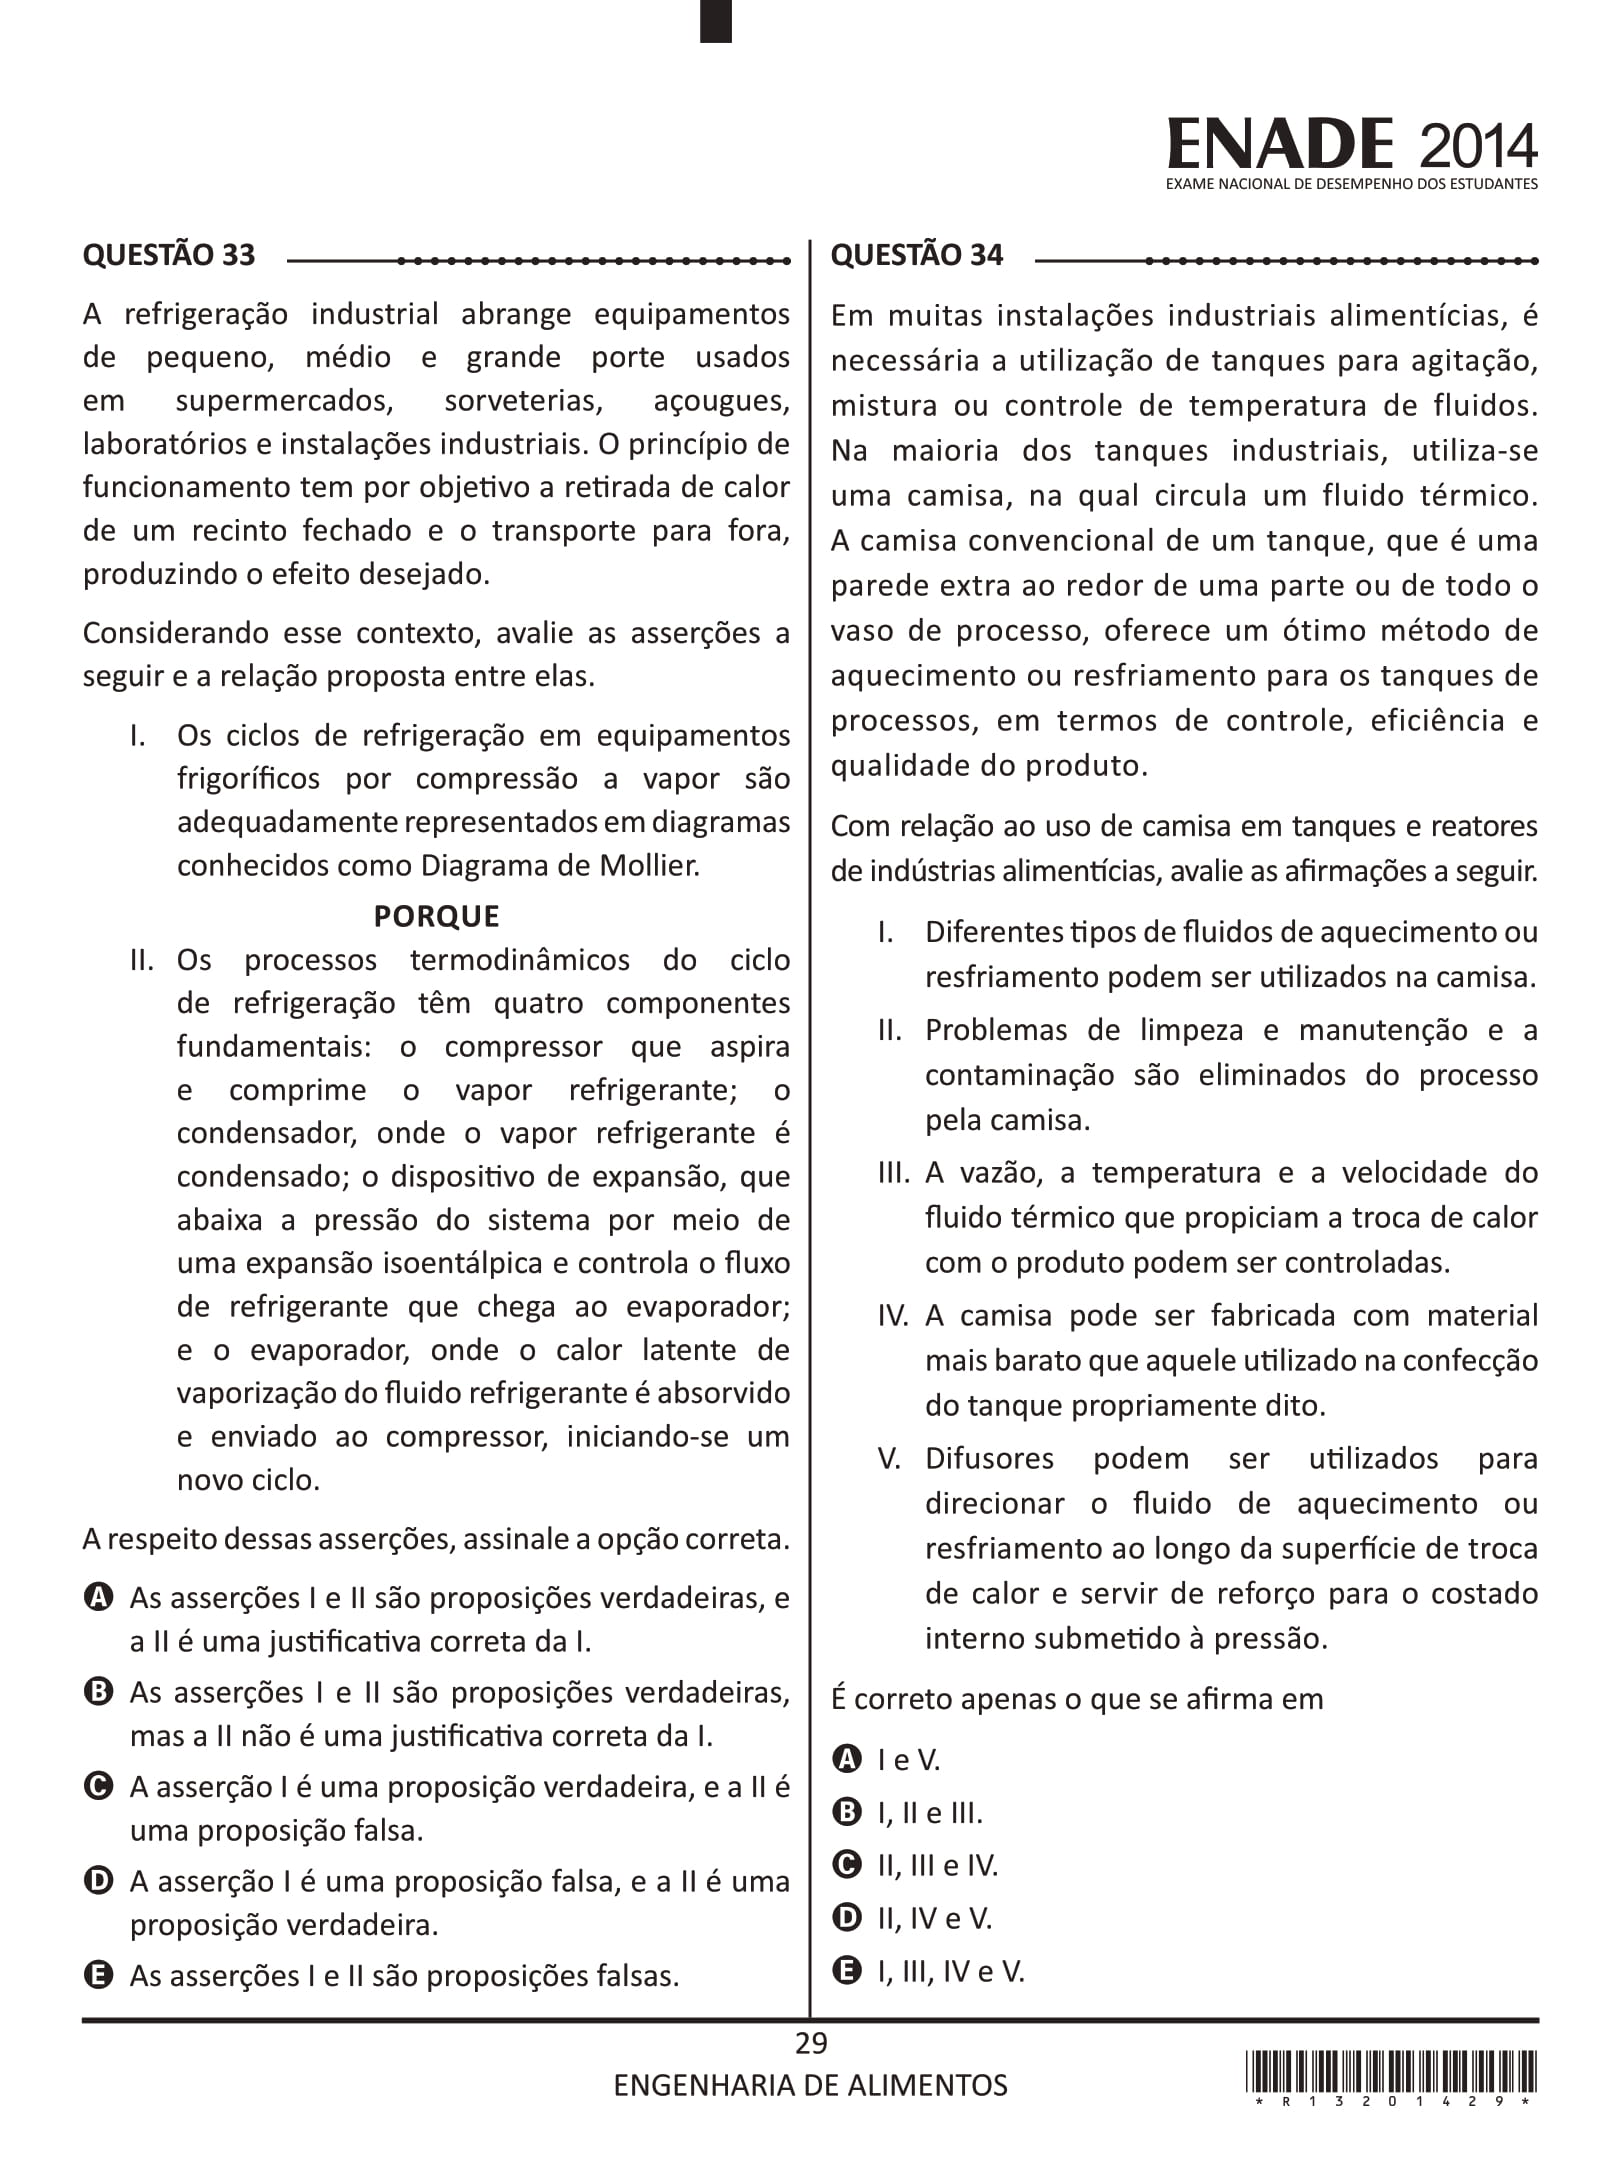 ENADE 2014
EXAME NACIONAL DE DESEMPENHO DOS ESTUDANTES
QUESTÃO 33
A refrigeração industrial abrange equipamentos
de pequeno, médio e grande porte usados
em supermercados, sorveterias, açougues,
laboratórios e instalações industriais. O princípio de
funcionamento tem por objetivo a retirada de calor
de um recinto fechado e o transporte para fora,
produzindo o efeito desejado.
Considerando esse contexto, avalie as asserções a
seguir e a relação proposta entre elas.
I. Os ciclos de refrigeração em equipamentos
frigoríficos por compressão a vapor são
adequadamente representados em diagramas
conhecidos como Diagrama de Mollier.
PORQUE
II. Os processos termodinâmicos do ciclo
de refrigeração têm quatro componentes
fundamentais: o compressor que aspira
e comprime o vapor refrigerante; o
condensador, onde o vapor refrigerante é
condensado; o dispositivo de expansão, que
abaixa a pressão do sistema por meio de
uma expansão isoentálpica e controla o fluxo
de refrigerante que chega ao evaporador;
e o evaporador, onde o calor latente de
vaporização do fluido refrigerante é absorvido
e enviado ao compressor, iniciando-se um
novo ciclo.
A respeito dessas asserções, assinale a opção correta.
A As asserções I e II são proposições verdadeiras, e
a II é uma justificativa correta da I.
B As asserções I e II são proposições verdadeiras,
mas a II não é uma justificativa correta da I.
C A asserção I é uma proposição verdadeira, e a II é
uma proposição falsa.
D A asserção I é uma proposição falsa, e a II é uma
proposição verdadeira.
E As asserções I e II são proposições falsas.
QUESTÃO 34
Em muitas instalações industriais alimentícias, é
necessária a utilização de tanques para agitação,
mistura ou controle de temperatura de fluidos.
Na maioria dos tanques industriais, utiliza-se
uma camisa, na qual circula um fluido térmico.
A camisa convencional de um tanque, que é uma
parede extra ao redor de uma parte ou de todo o
vaso de processo, oferece um ótimo método de
aquecimento ou resfriamento para os tanques de
processos, em termos de controle, eficiência e
qualidade do produto.
Com relação ao uso de camisa em tanques e reatores
de indústrias alimentícias, avalie as afirmações a seguir.
I. Diferentes tipos de fluidos de aquecimento ou
resfriamento podem ser utilizados na camisa.
II. Problemas de limpeza e manutenção e a
contaminação são eliminados do processo
pela camisa.
III. A vazão, a temperatura e a velocidade do
fluido térmico que propiciam a troca de calor
com o produto podem ser controladas.
IV. A camisa pode ser fabricada com material
mais barato que aquele utilizado na confecção
do tanque propriamente dito.
V. Difusores podem ser utilizados para
direcionar o fluido de aquecimento ou
resfriamento ao longo da superfície de troca
de calor e servir de reforço para o costado
interno submetido à pressão.
É correto apenas o que se afirma em
A I e V.
B I, II e III.
C II, III e IV.
D II, IV e V.
E I, III, IV e V.
29
ENGENHARIA DE ALIMENTOS
* R 1 3 2 0 1 4 2 9 *